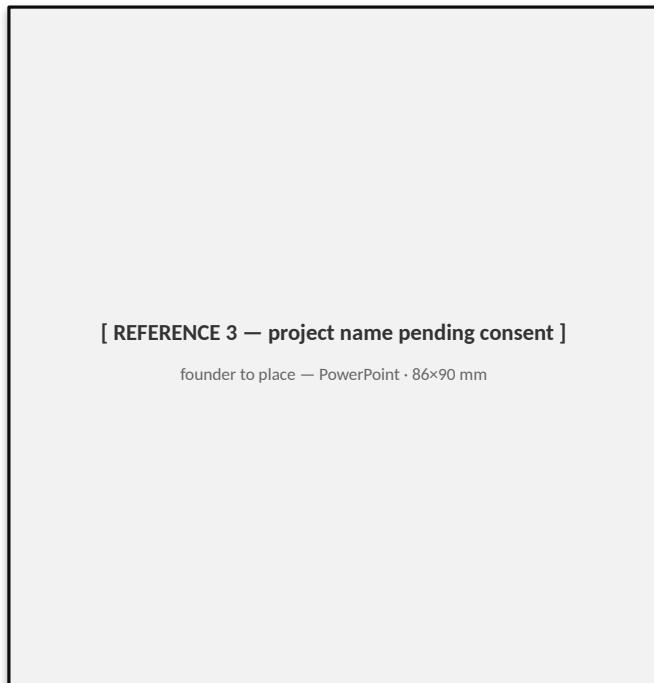 [ REFERENCE 3 — project name pending consent ]
founder to place — PowerPoint · 86×90 mm